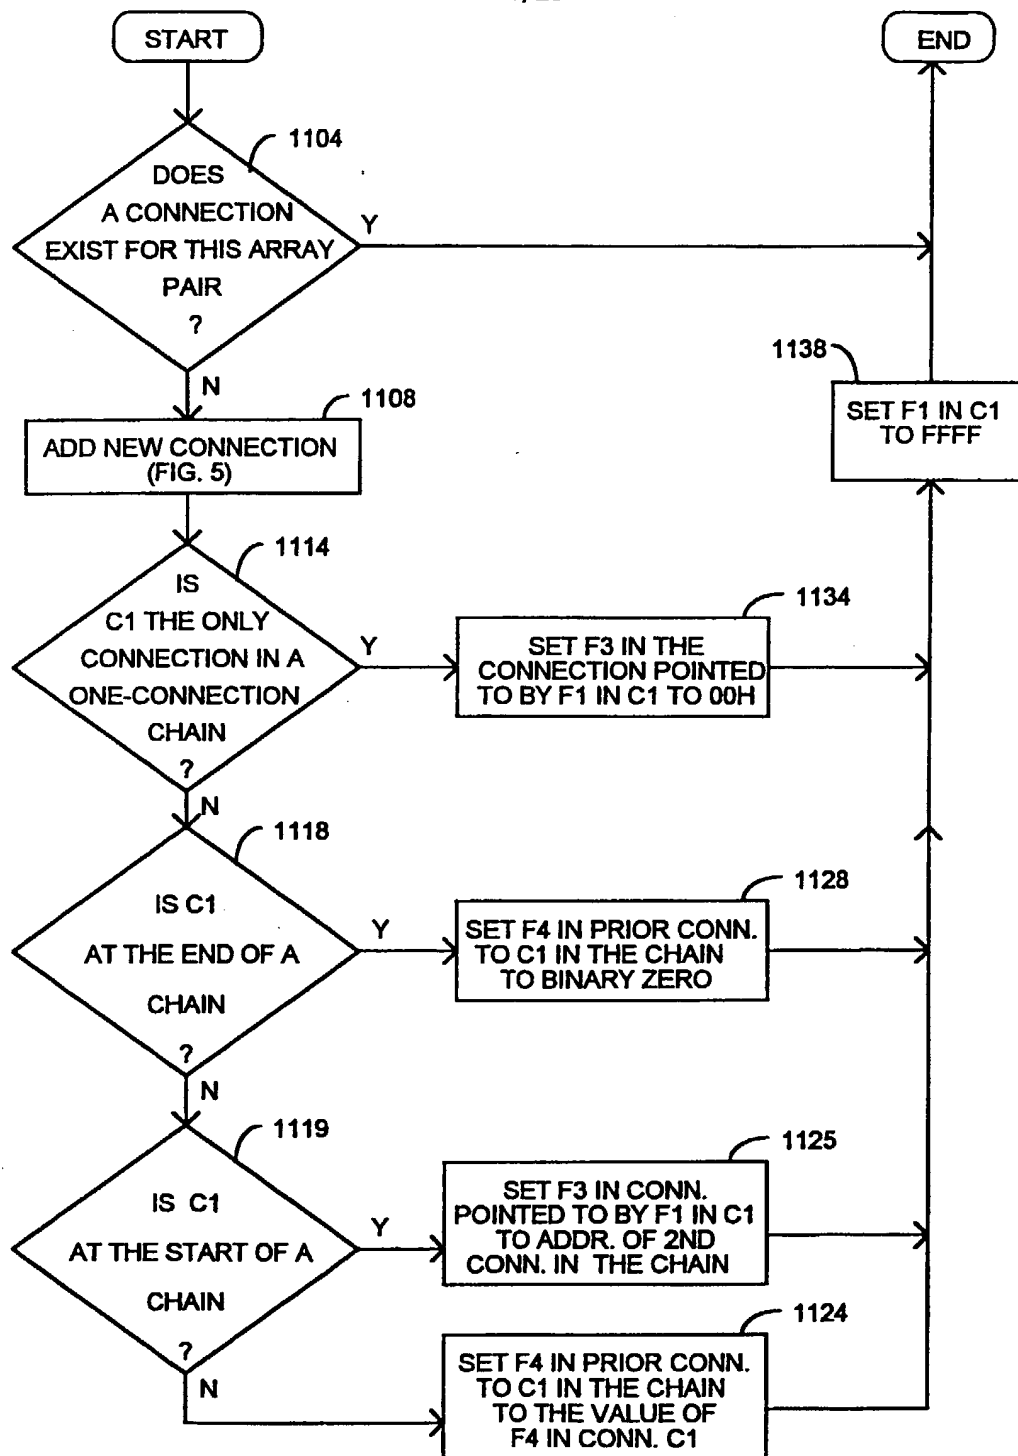 START
END
1104
DOES
A CONNECTION
EXIST FOR THIS ARRAY
PAIR
?
Y
N
1138
SET F1 IN C1
TO FFFF
1108
ADD NEW CONNECTION
(FIG. 5)
1114
IS
C1 THE ONLY
CONNECTION IN A
ONE-CONNECTION
CHAIN
?
Y
N
1134
SET F3 IN THE
CONNECTION POINTED
TO BY F1 IN C1 TO 00H
1118
IS C1
AT THE END OF A
CHAIN
?
Y
N
1128
SET F4 IN PRIOR CONN.
TO C1 IN THE CHAIN
TO BINARY ZERO
1119
IS C1
AT THE START OF A
CHAIN
?
Y
N
1125
SET F3 IN CONN.
POINTED TO BY F1 IN C1
TO ADDR. OF 2ND
CONN. IN THE CHAIN
1124
SET F4 IN PRIOR CONN.
TO C1 IN THE CHAIN
TO THE VALUE OF
F4 IN CONN. C1